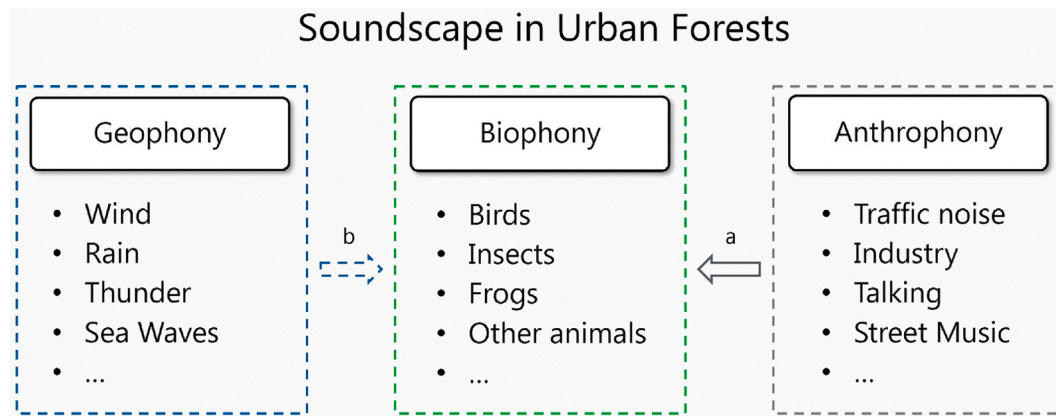 Soundscape in Urban Forests
Geophony
• Wind
• Rain
• Thunder
• Sea Waves
• ...
b
Biophony
• Birds
• Insects
• Frogs
• Other animals
• ...
a
Anthrophony
• Traffic noise
• Industry
• Talking
• Street Music
• ...